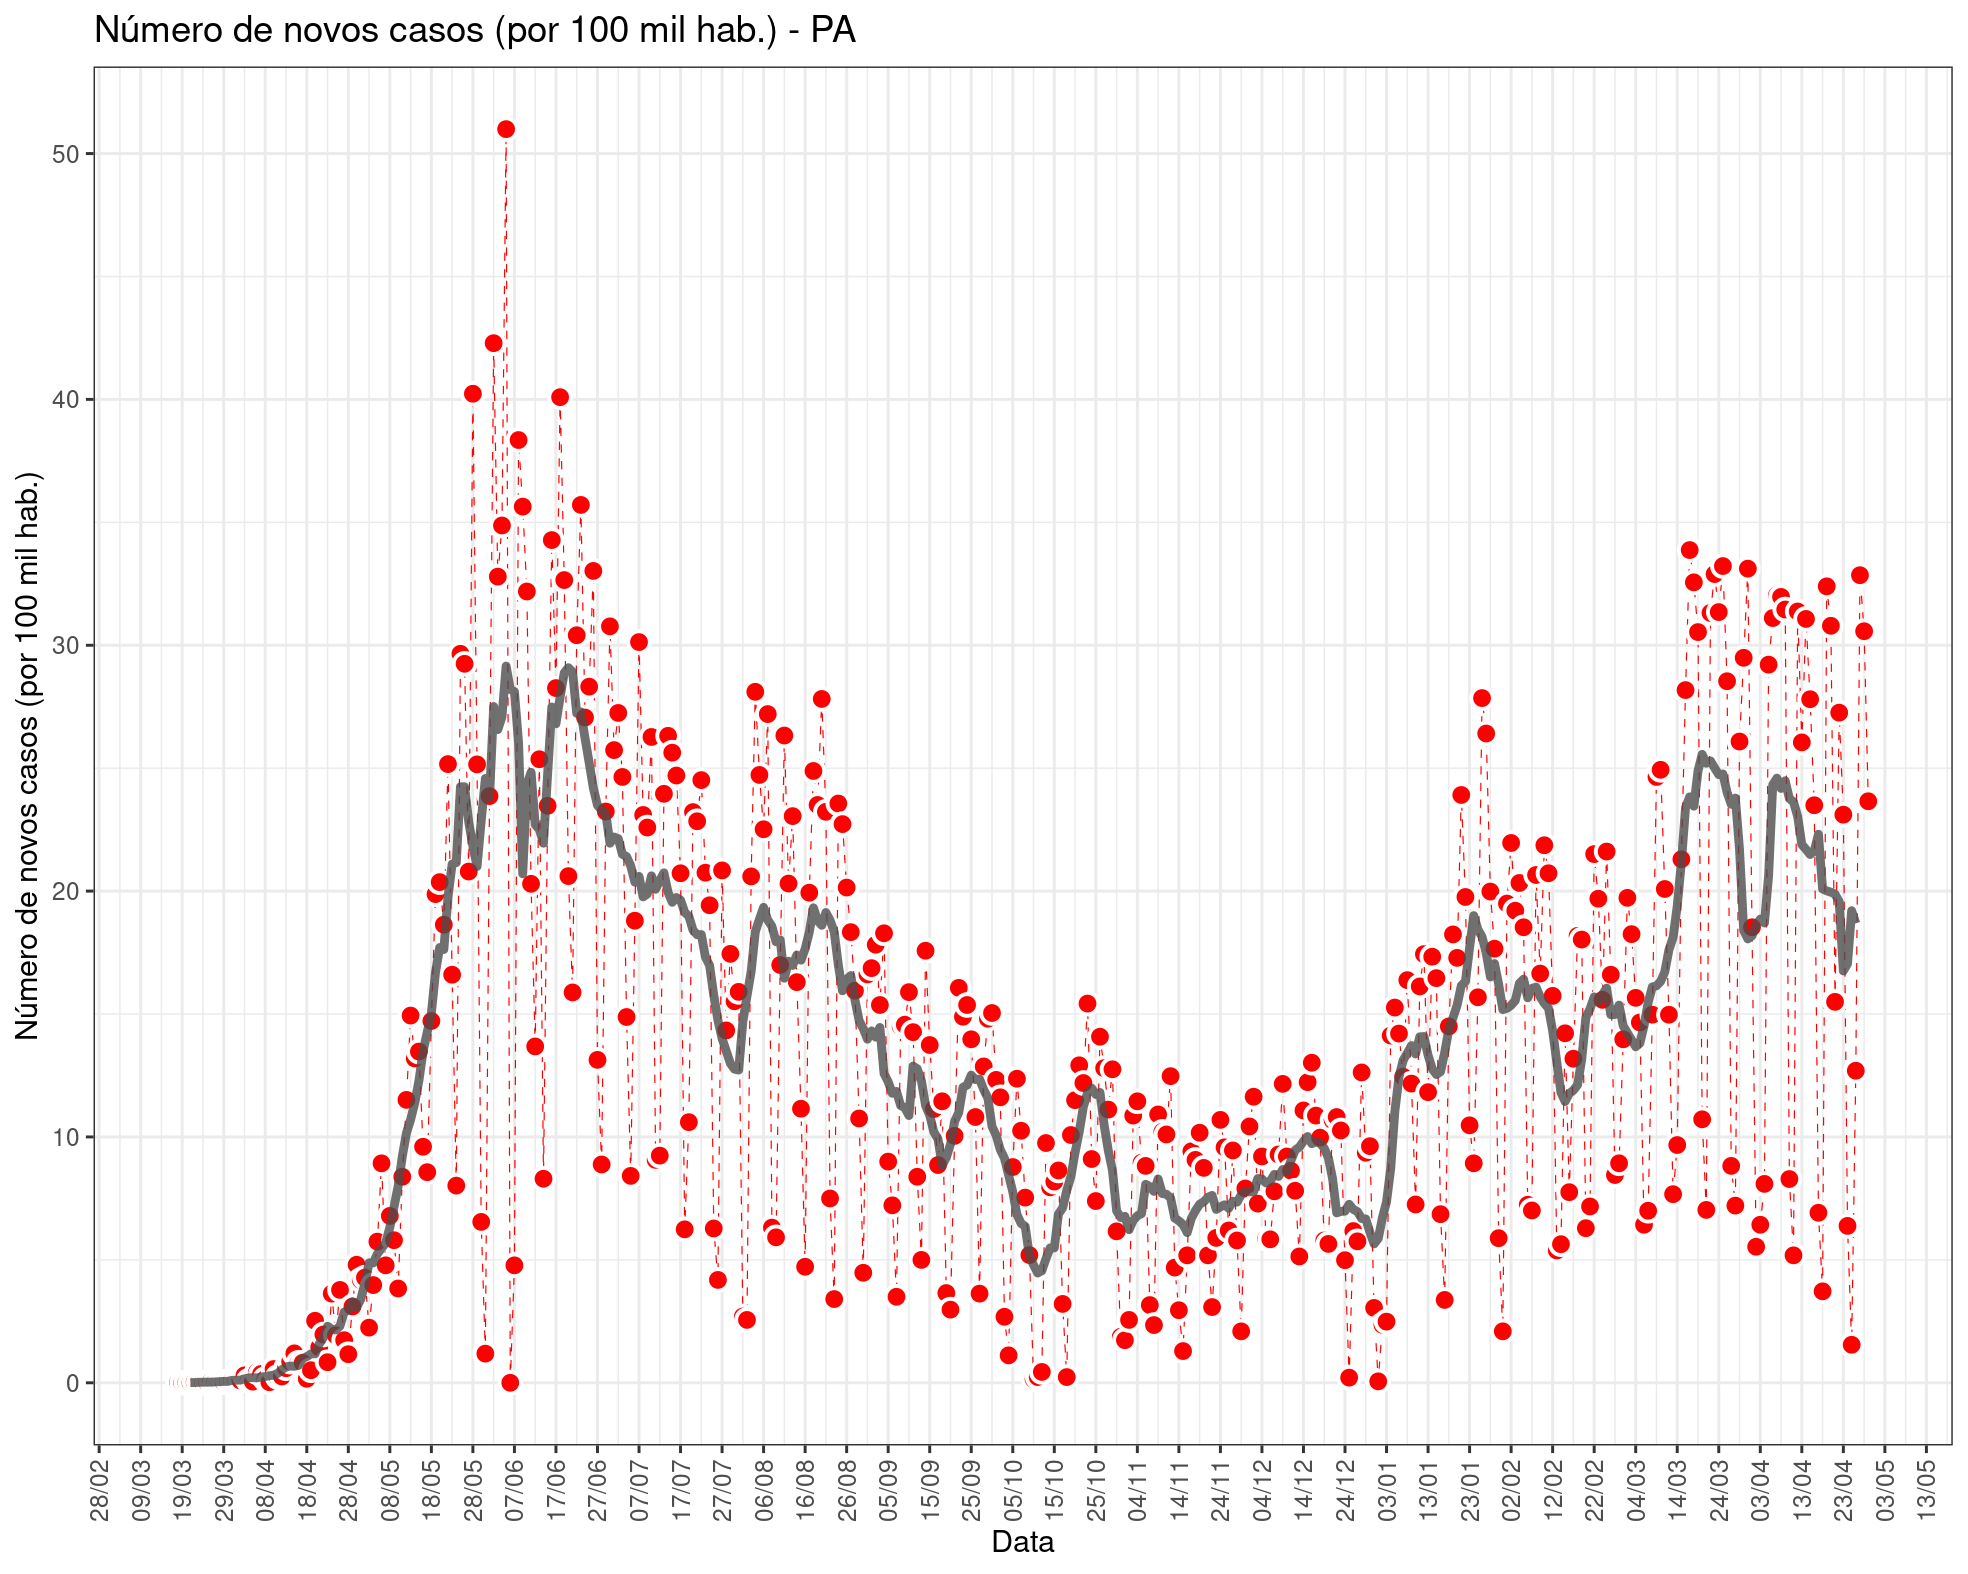 Número de novos casos (por 100 mil hab.) - PA
Número de novos casos (por 100 mil hab.)
50
40
30
20
10
0
28/02 09/03 19/03 29/03 08/04 18/04 28/04 08/05 18/05 28/05 07/06 17/06 27/06 07/07 17/07 27/07 06/08 16/08 26/08 05/09 15/09 25/09 05/10 15/10 25/10 04/11 14/11 24/11 04/12 14/12 24/12 03/01 13/01 23/01 02/02 12/02 22/02 04/03 14/03 24/03 03/04 13/04 23/04 03/05 13/05
Data